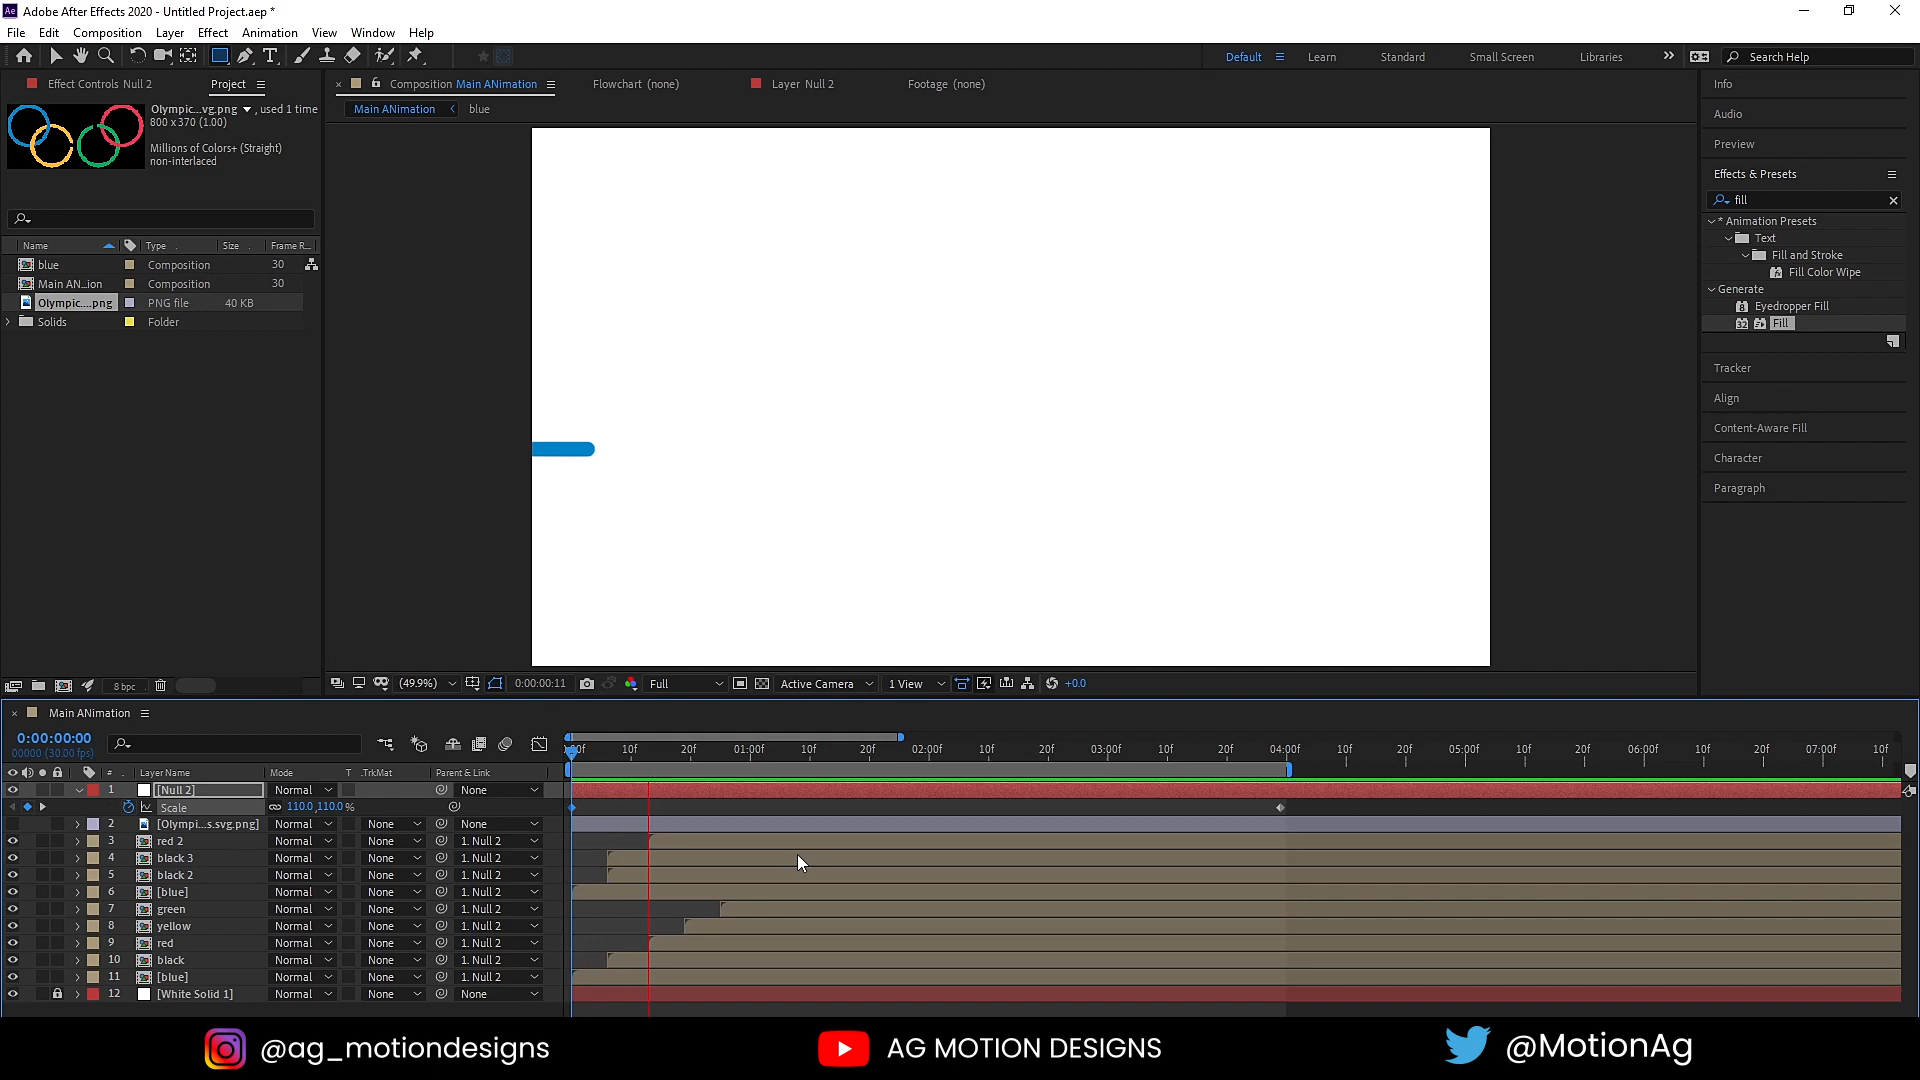 Ae Adobe After Effects 2020 - Untitled Project.aep *
File Edit Composition Layer Effect Animation View Window Help
Default Learn Standard Small Screen Libraries Search Help
Effect Controls Null 2 Project
Composition Main ANimation Flowchart (none) Layer Null 2 Footage (none)
Main ANimation blue
Olympic...vg.png , used 1 time
800 x 370 (1.00)
Millions of Colors+ (Straight)
non-interlaced
Name Type Size Frame R...
blue Composition 30
Main AN...ion Composition 30
Olympic....png PNG file 40 KB
Solids Folder
8 bpc
Info
Audio
Preview
Effects & Presets
fill
* Animation Presets
Text
Fill and Stroke
Fill Color Wipe
Generate
Eyedropper Fill
Fill
Tracker
Align
Content-Aware Fill
Character
Paragraph
(49.9%) 0:00:00:11 Full Active Camera 1 View +0.0
Main ANimation
0:00:00:00
00000 (30.00 fps)
10f 20f 01:00f 10f 20f 02:00f 10f 20f 03:00f 10f 20f 04:00f 10f 20f 05:00f 10f 20f 06:00f 10f 20f 07:00f 10f
# Layer Name Mode T .TrkMat Parent & Link
1 [Null 2] Normal None
Scale 110.0,110.0%
2 [Olympi...s.svg.png] Normal None None
3 red 2 Normal None 1. Null 2
4 black 3 Normal None 1. Null 2
5 black 2 Normal None 1. Null 2
6 [blue] Normal None 1. Null 2
7 green Normal None 1. Null 2
8 yellow Normal None 1. Null 2
9 red Normal None 1. Null 2
10 black Normal None 1. Null 2
11 [blue] Normal None 1. Null 2
12 [White Solid 1] Normal None None
@ag_motiondesigns AG MOTION DESIGNS @MotionAg